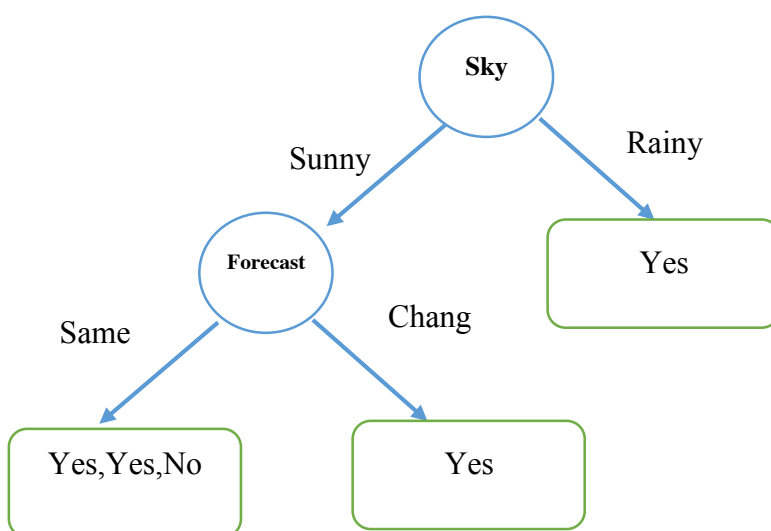 Sky
Sunny
Rainy
Forecast
Yes
Same
Chang
Yes,Yes,No
Yes